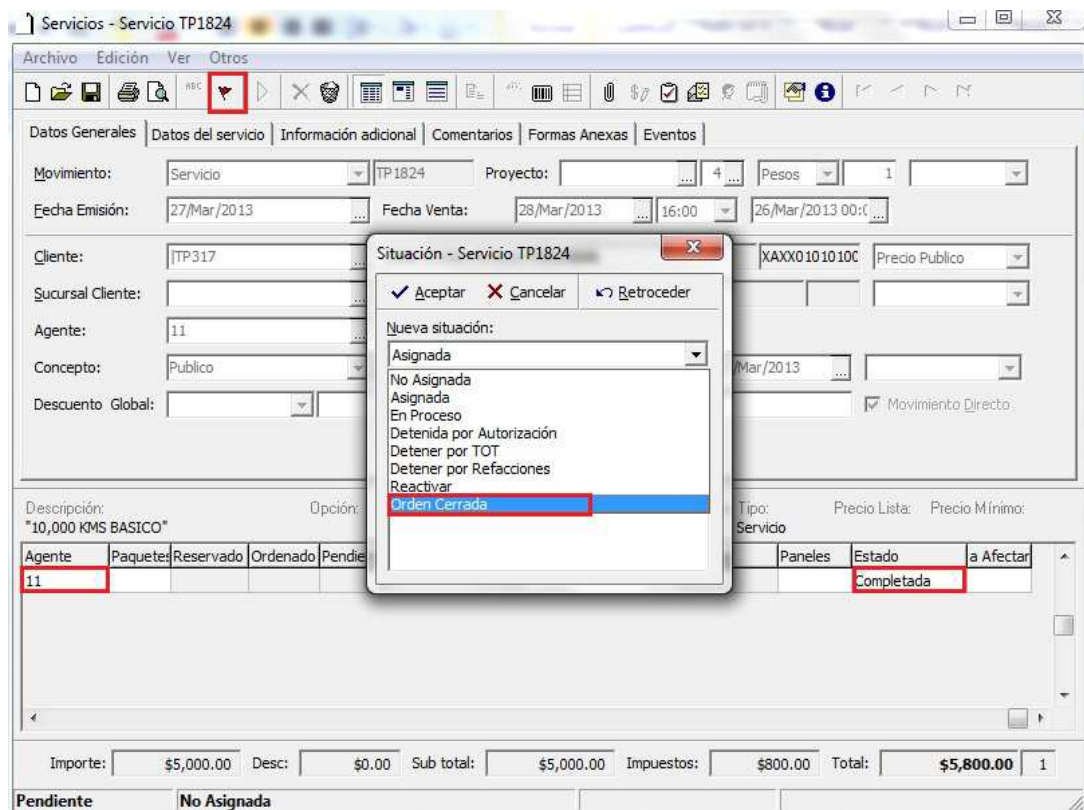 Servicios - Servicio TP1824
Archivo Edición Ver Otros
ABC
Datos Generales Datos del servicio Información adicional Comentarios Formas Anexas Eventos
Movimiento: Servicio TP1824 Proyecto: ... 4 ... Pesos 1
Fecha Emisión: 27/Mar/2013 ... Fecha Venta: 28/Mar/2013 ... 16:00 26/Mar/2013 00:0 ...
Cliente: TP317 ... XAXX01010100 Precio Publico
Sucursal Cliente:
Agente: 11
Concepto: Publico Mar/2013 ...
Descuento Global: Movimiento Directo
Situación - Servicio TP1824
Aceptar Cancelar Retroceder
Nueva situación:
Asignada
No Asignada
Asignada
En Proceso
Detenida por Autorización
Detener por TOT
Detener por Refacciones
Reactivar
Orden Cerrada
Descripción: Opción: Tipo: Precio Lista: Precio Mínimo:
"10,000 KMS BASICO" Servicio
Agente Paquetes Reservado Ordenado Pendie Paneles Estado a Afectar
11 Completada
Importe: $5,000.00 Desc: $0.00 Sub total: $5,000.00 Impuestos: $800.00 Total: $5,800.00 1
Pendiente No Asignada